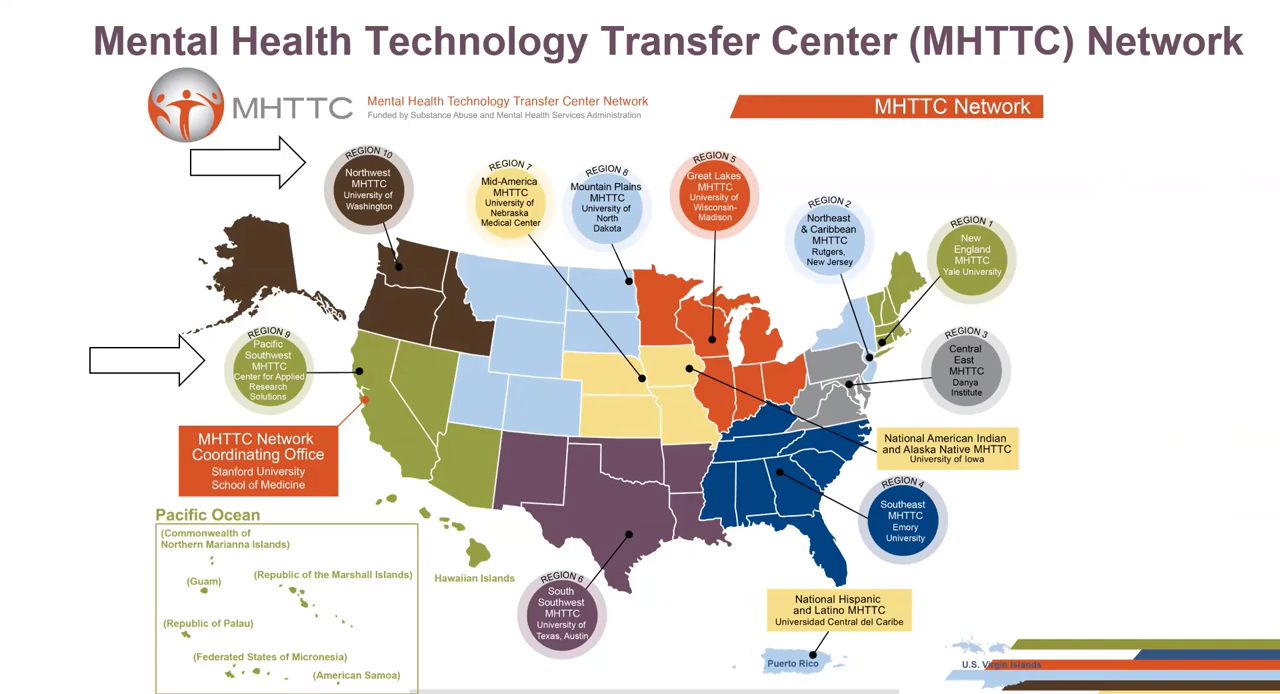 Mental Health Technology Transfer Center (MHTTC) Network
MHTTC
Mental Health Technology Transfer Center Network
Funded by Substance Abuse and Mental Health Services Administration
MHTTC Network
REGION 10
Northwest
MHTTC
University of
Washington
REGION 7
Mid-America
MHTTC
University of
Nebraska
Medical Center
REGION 8
Mountain Plains
MHTTC
University of
North
Dakota
REGION 5
Great Lakes
MHTTC
University of
Wisconsin-
Madison
REGION 2
Northeast
& Caribbean
MHTTC
Rutgers,
New Jersey
REGION 1
New
England
MHTTC
Yale University
REGION 9
Pacific
Southwest
MHTTC
Center for Applied
Research
Solutions
REGION 3
Central
East
MHTTC
Danya
Institute
MHTTC Network
Coordinating Office
Stanford University
School of Medicine
National American Indian
and Alaska Native MHTTC
University of Iowa
REGION 4
Southeast
MHTTC
Emory
University
Pacific Ocean
(Commonwealth of
Northern Marianna Islands)
(Guam)
(Republic of the Marshall Islands)
(Republic of Palau)
(Federated States of Micronesia)
(American Samoa)
Hawaiian Islands
REGION 6
South
Southwest
MHTTC
University of
Texas, Austin
National Hispanic
and Latino MHTTC
Universidad Central del Caribe
Puerto Rico
U.S. Virgin Islands